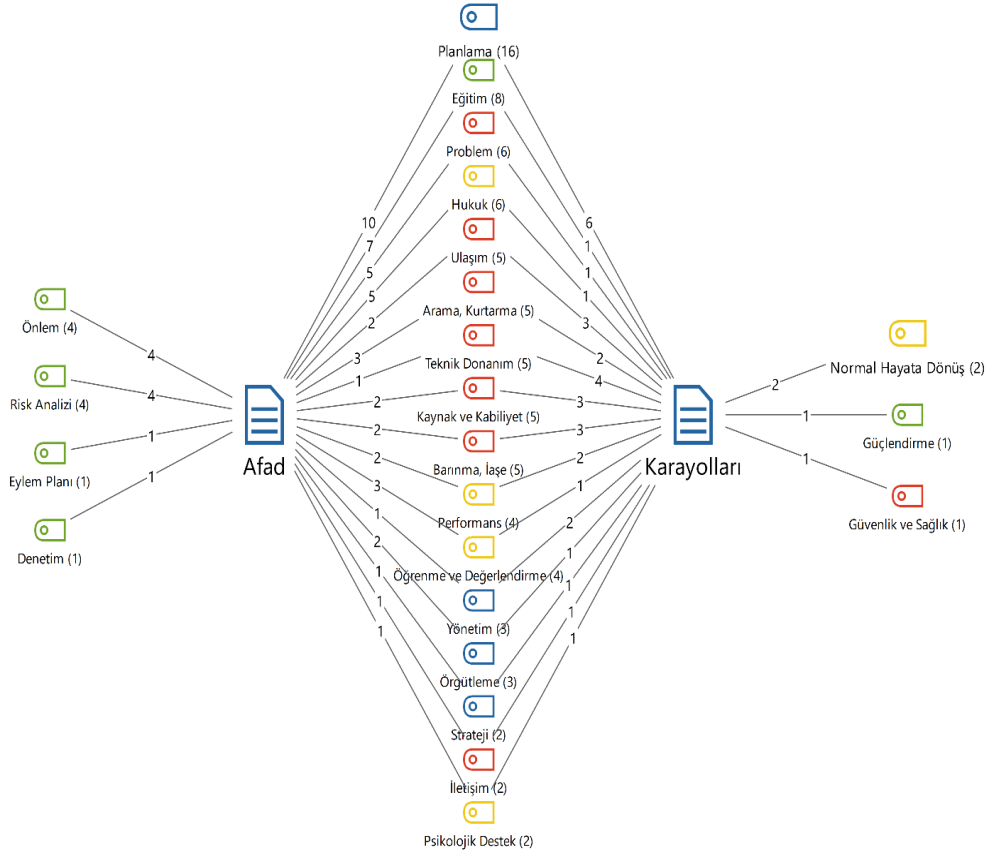 Planlama (16)
Eğitim (8)
Problem (6)
Hukuk (6)
Ulaşım (5)
Arama, Kurtarma (5)
Teknik Donanım (5)
Kaynak ve Kabiliyet (5)
Barınma, İaşe (5)
Performans (4)
Öğrenme ve Değerlendirme (4)
Yönetim (3)
Örgütleme (3)
Strateji (2)
İletişim (2)
Psikolojik Destek (2)
Önlem (4)
Risk Analizi (4)
Eylem Planı (1)
Denetim (1)
4
4
1
1
Afad
10
7
5
5
2
3
1
2
2
2
3
1
2
1
1
1
6
1
1
1
3
2
4
3
3
2
1
2
1
1
1
1
Karayolları
2
1
1
Normal Hayata Dönüş (2)
Güçlendirme (1)
Güvenlik ve Sağlık (1)